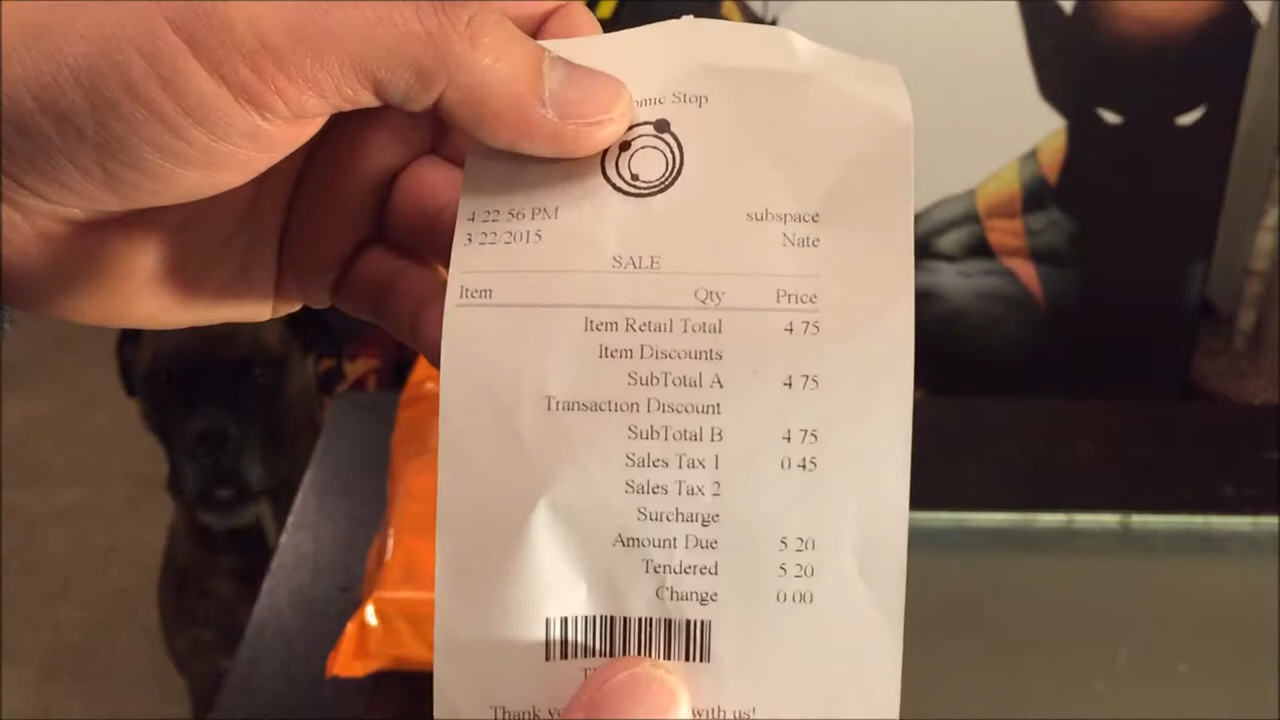 omic Stop
4:22:56 PM subspace
3/22/2015 Nate
SALE
Item Qty Price
Item Retail Total 4 75
Item Discounts
SubTotal A 4 75
Transaction Discount
SubTotal B 4 75
Sales Tax 1 0 45
Sales Tax 2
Surcharge
Amount Due 5 20
Tendered 5 20
Change 0 00
Thank with us!